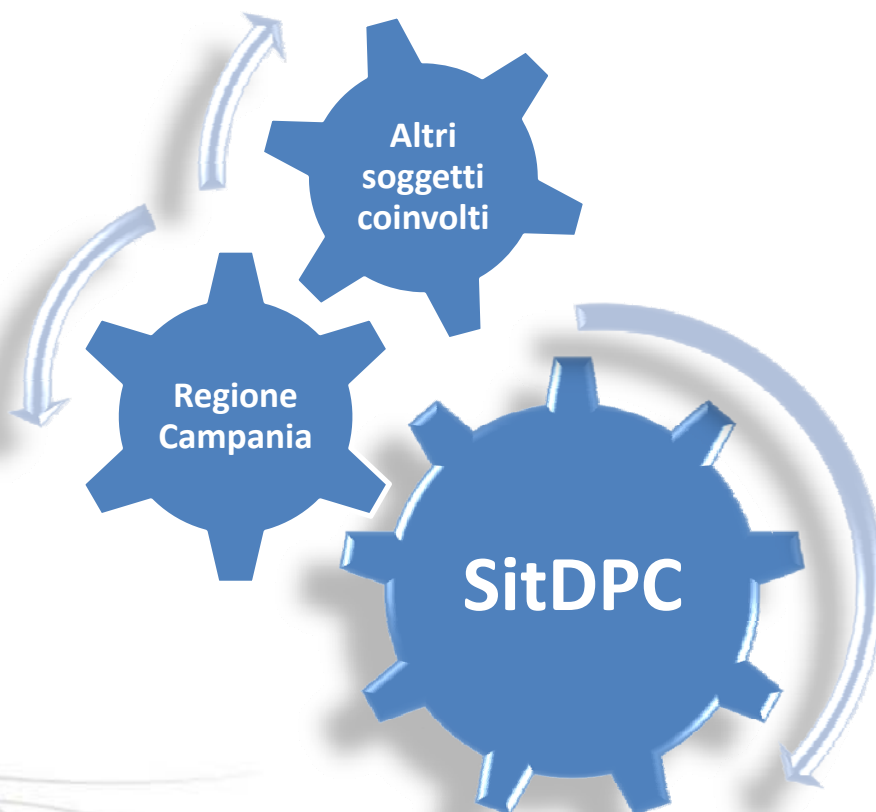 Altri
soggetti
coinvolti
Regione
Campania
SitDPC